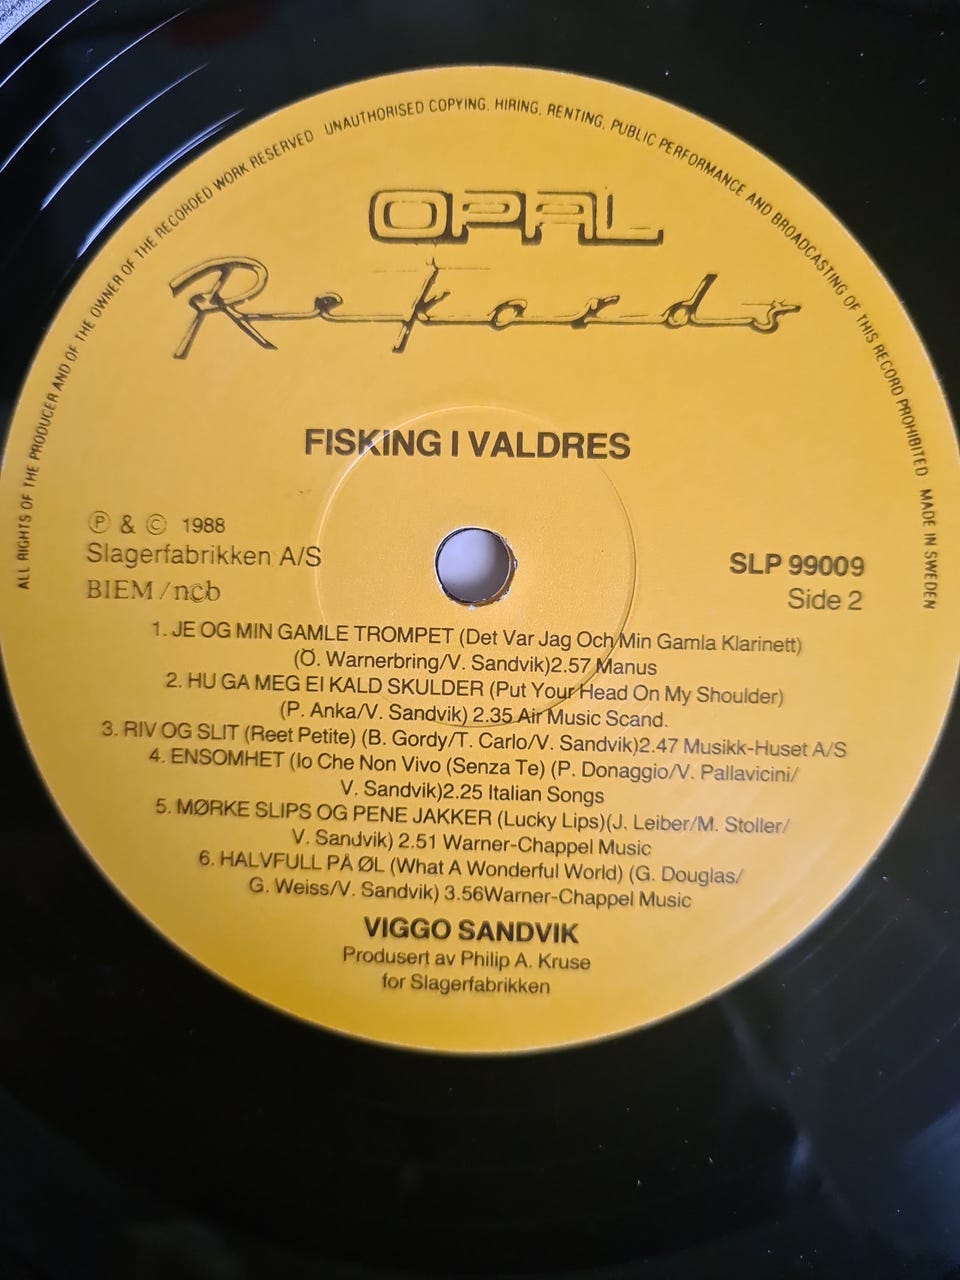 ALL RIGHTS OF THE PRODUCER AND OF THE OWNER OF THE RECORDED WORK RESERVED UNAUTHORISED COPYING, HIRING, RENTING, PUBLIC PERFORMANCE AND BROADCASTING OF THIS RECORD PROHIBITED MADE IN SWEDEN
OPAL
Rekords
FISKING I VALDRES
Ⓟ & © 1988
Slagerfabrikken A/S
BIEM/ncb
SLP 99009
Side 2
1. JE OG MIN GAMLE TROMPET (Det Var Jag Och Min Gamla Klarinett)
(Ö. Warnerbring/V. Sandvik)2.57 Manus
2. HU GA MEG EI KALD SKULDER (Put Your Head On My Shoulder)
(P. Anka/V. Sandvik) 2.35 Air Music Scand.
3. RIV OG SLIT (Reet Petite) (B. Gordy/T. Carlo/V. Sandvik)2.47 Musikk-Huset A/S
4. ENSOMHET (Io Che Non Vivo (Senza Te) (P. Donaggio/V. Pallavicini/
V. Sandvik)2.25 Italian Songs
5. MØRKE SLIPS OG PENE JAKKER (Lucky Lips)(J. Leiber/M. Stoller/
V. Sandvik) 2.51 Warner-Chappel Music
6. HALVFULL PÅ ØL (What A Wonderful World) (G. Douglas/
G. Weiss/V. Sandvik) 3.56Warner-Chappel Music
VIGGO SANDVIK
Produsert av Philip A. Kruse
for Slagerfabrikken